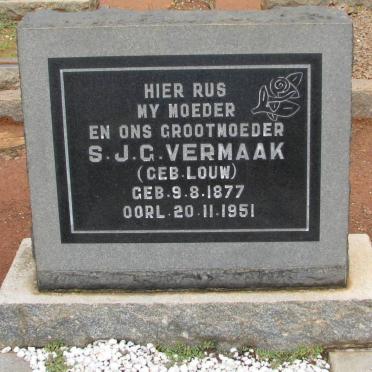 HIER RUS
MY MOEDER
EN ONS GROOTMOEDER
S.J.G. VERMAAK
(GEB. LOUW)
GEB. 9.8.1877
OORL. 20.11.1951